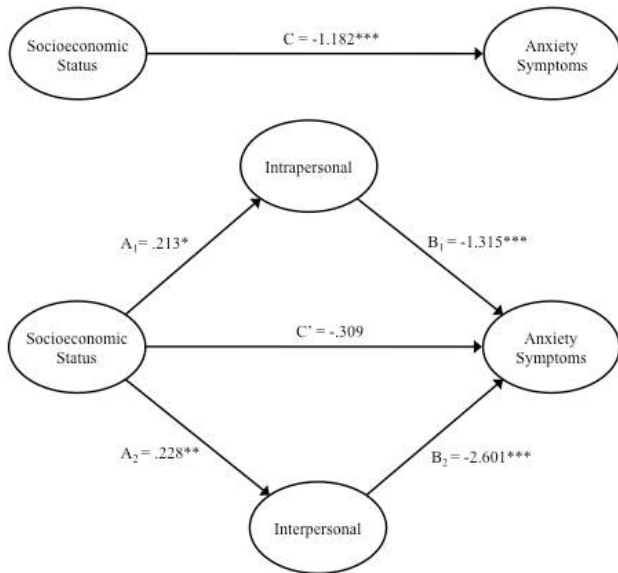 Socioeconomic
Status
C = -1.182***
Anxiety
Symptoms
Intrapersonal
A1= .213*
B1 = -1.315***
Socioeconomic
Status
C’ = -.309
Anxiety
Symptoms
A2 = .228**
B2 = -2.601***
Interpersonal